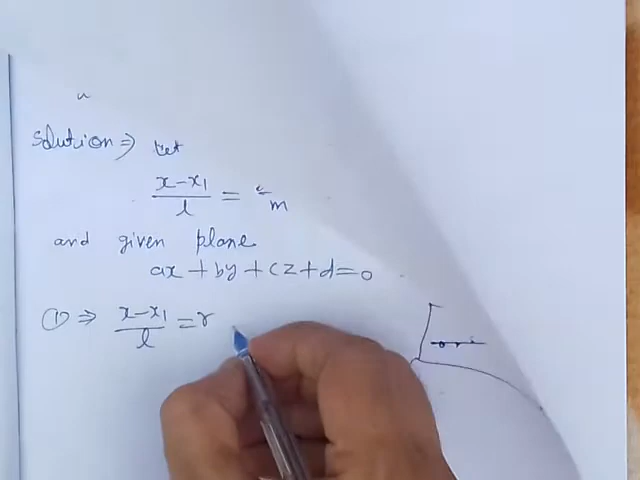 Solution ⇒ Let
x-x₁/l = m
and given plane
ax + by + cz + d = 0
① ⇒ x-x₁/l = r